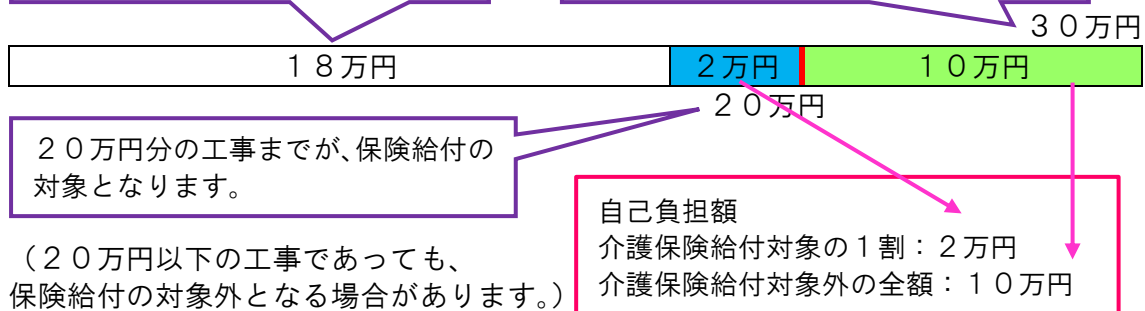 ３０万円
１８万円
２万円
１０万円
２０万円
２０万円分の工事までが、保険給付の
対象となります。
（２０万円以下の工事であっても、
保険給付の対象外となる場合があります。）
自己負担額
介護保険給付対象の１割：２万円
介護保険給付対象外の全額：１０万円